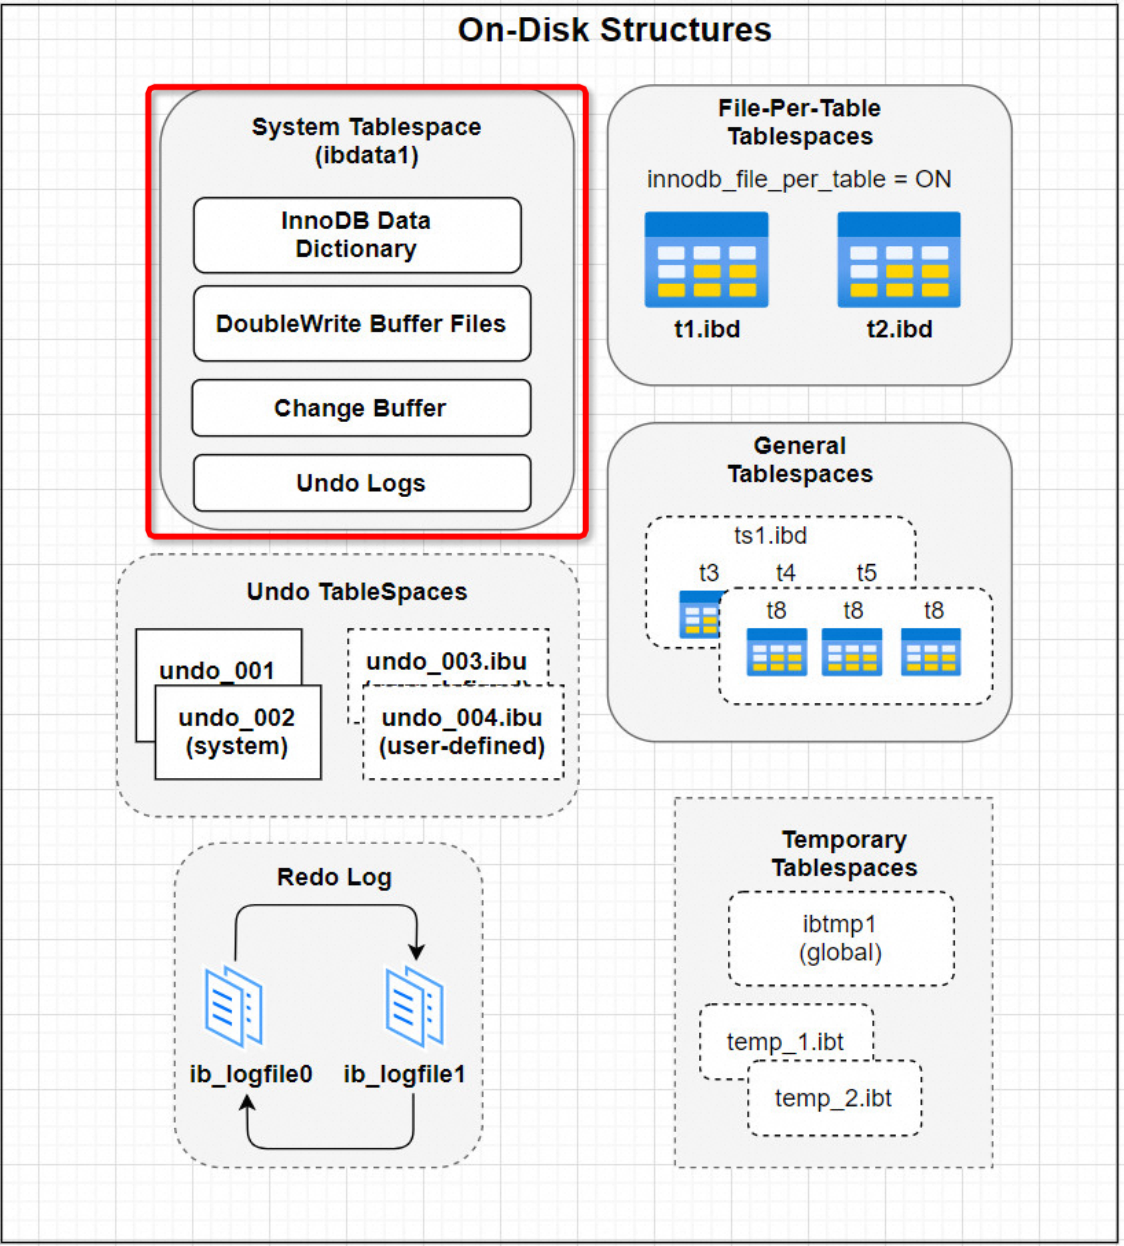 On-Disk Structures
System Tablespace
(ibdata1)
InnoDB Data
Dictionary
DoubleWrite Buffer Files
Change Buffer
Undo Logs
File-Per-Table
Tablespaces
innodb_file_per_table = ON
t1.ibd
t2.ibd
General
Tablespaces
ts1.ibd
t3 t4 t5
t8 t8 t8
Undo TableSpaces
undo_001
undo_002
(system)
undo_003.ibu
undo_004.ibu
(user-defined)
Redo Log
ib_logfile0
ib_logfile1
Temporary
Tablespaces
ibtmp1
(global)
temp_1.ibt
temp_2.ibt